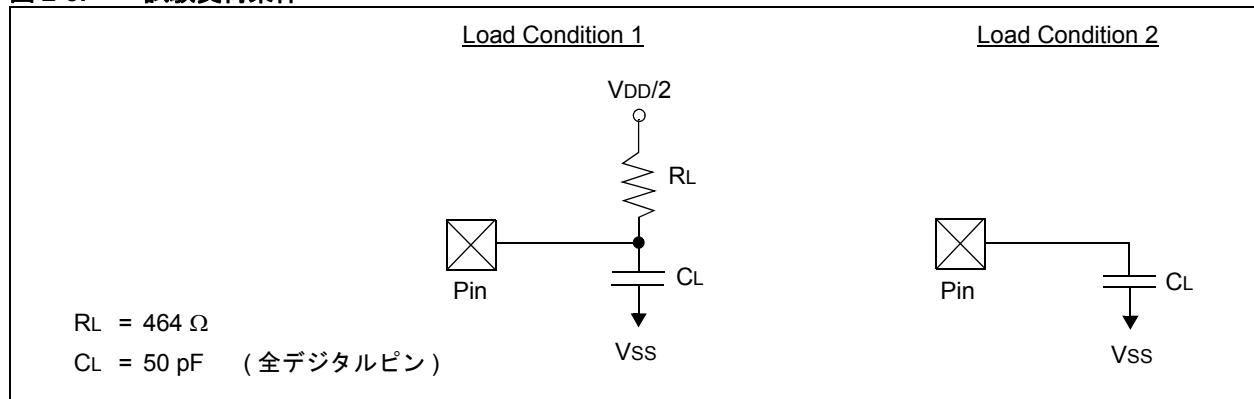 Load Condition 1
Load Condition 2
VDD/2
RL
CL
Pin
VSS
CL
Pin
VSS
RL = 464 Ω
CL = 50 pF (全デジタルピン)